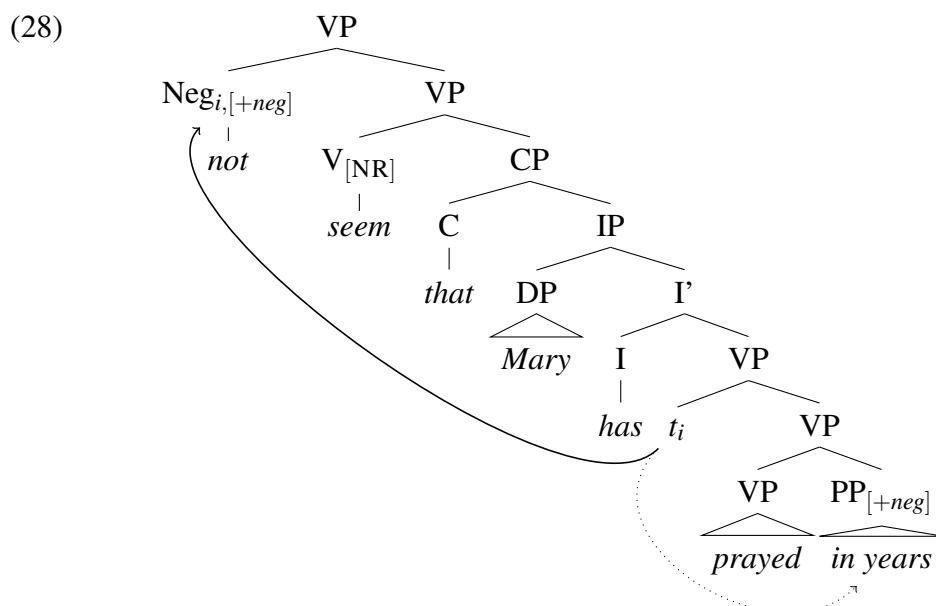 (28) VP
Neg_{i,[+neg]} VP
not V_{[NR]} CP
seem C IP
that DP I'
Mary I VP
has t_i VP
VP PP_{[+neg]}
prayed in years